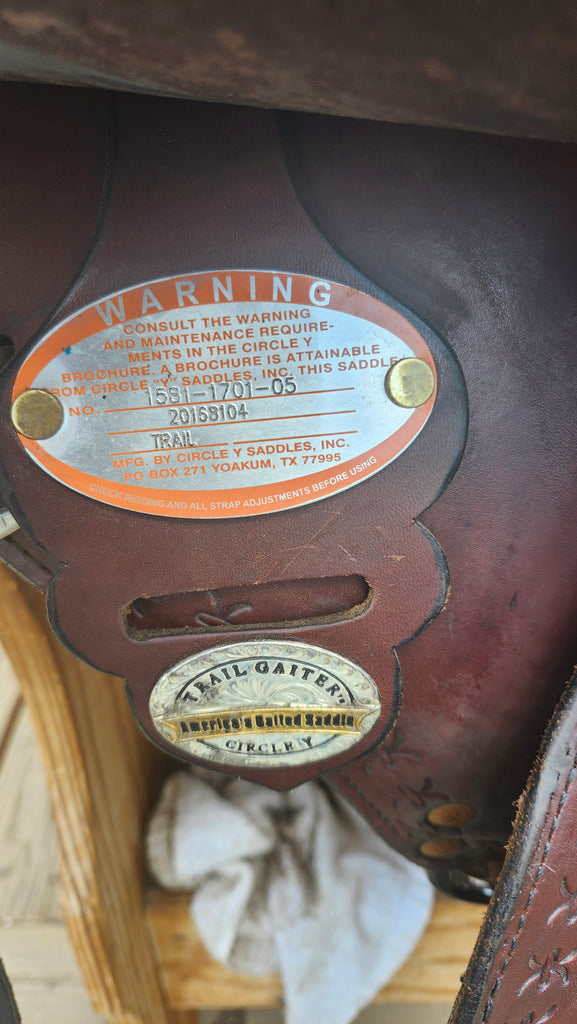 WARNING
CONSULT THE WARNING
AND MAINTENANCE REQUIRE-
MENTS IN THE CIRCLE Y
BROCHURE. A BROCHURE IS ATTAINABLE
FROM CIRCLE "Y" SADDLES, INC. THIS SADDLE
NO. 1581-1701-05
20168104
TRAIL
MFG. BY CIRCLE Y SADDLES, INC.
PO BOX 271 YOAKUM, TX 77995
CHECK RIGGING AND ALL STRAP ADJUSTMENTS BEFORE USING
TRAIL GAITER
America's Gaited Saddle
CIRCLE Y